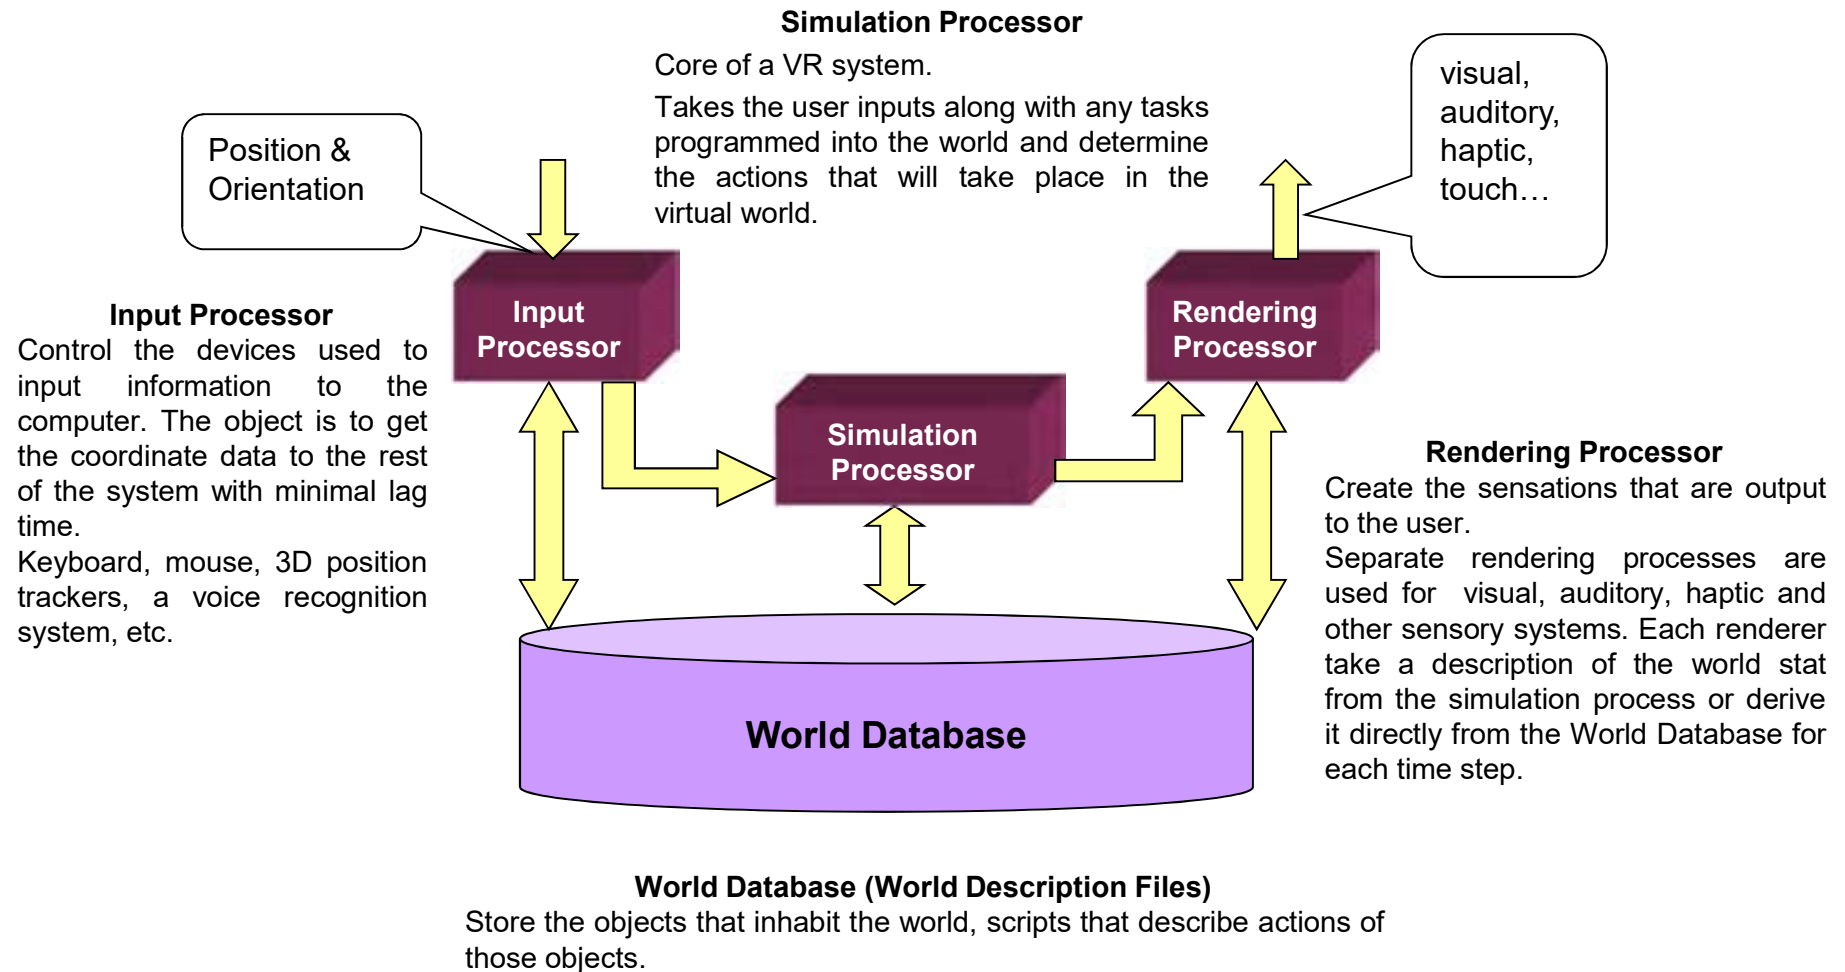 Simulation Processor
Core of a VR system.
Takes the user inputs along with any tasks
programmed into the world and determine
the actions that will take place in the
virtual world.
visual,
auditory,
haptic,
touch…
Position &
Orientation
Input
Processor
Rendering
Processor
Simulation
Processor
Input Processor
Control the devices used to
input information to the
computer. The object is to get
the coordinate data to the rest
of the system with minimal lag
time.
Keyboard, mouse, 3D position
trackers, a voice recognition
system, etc.
Rendering Processor
Create the sensations that are output
to the user.
Separate rendering processes are
used for visual, auditory, haptic and
other sensory systems. Each renderer
take a description of the world stat
from the simulation process or derive
it directly from the World Database for
each time step.
World Database
World Database (World Description Files)
Store the objects that inhabit the world, scripts that describe actions of
those objects.